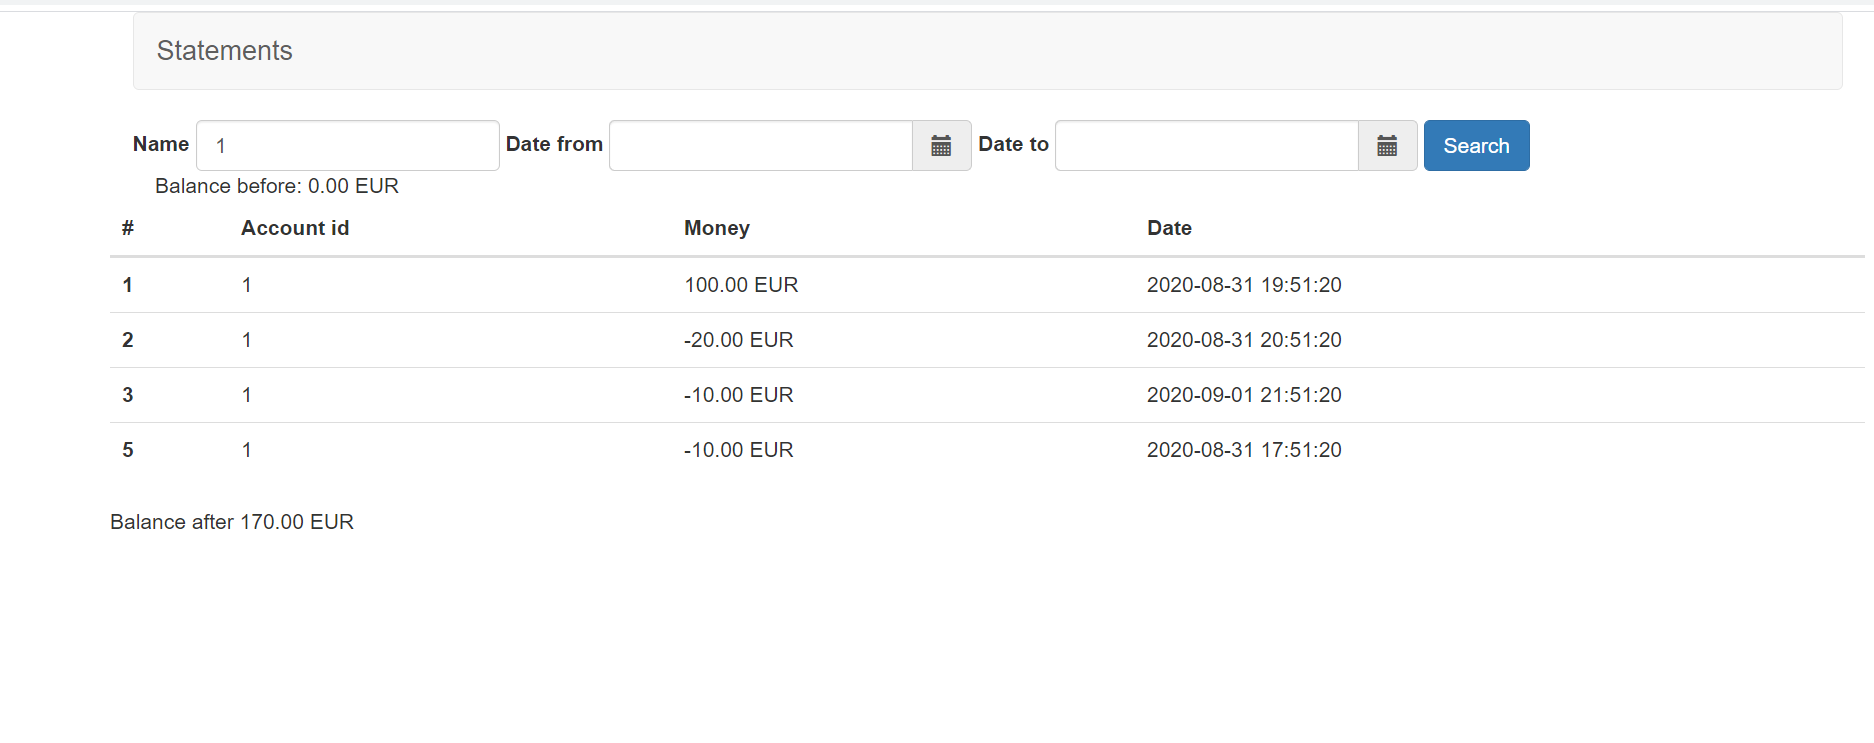 Statements
Name 1 Date from Date to Search
Balance before: 0.00 EUR
# Account id Money Date
1 1 100.00 EUR 2020-08-31 19:51:20
2 1 -20.00 EUR 2020-08-31 20:51:20
3 1 -10.00 EUR 2020-09-01 21:51:20
5 1 -10.00 EUR 2020-08-31 17:51:20
Balance after 170.00 EUR